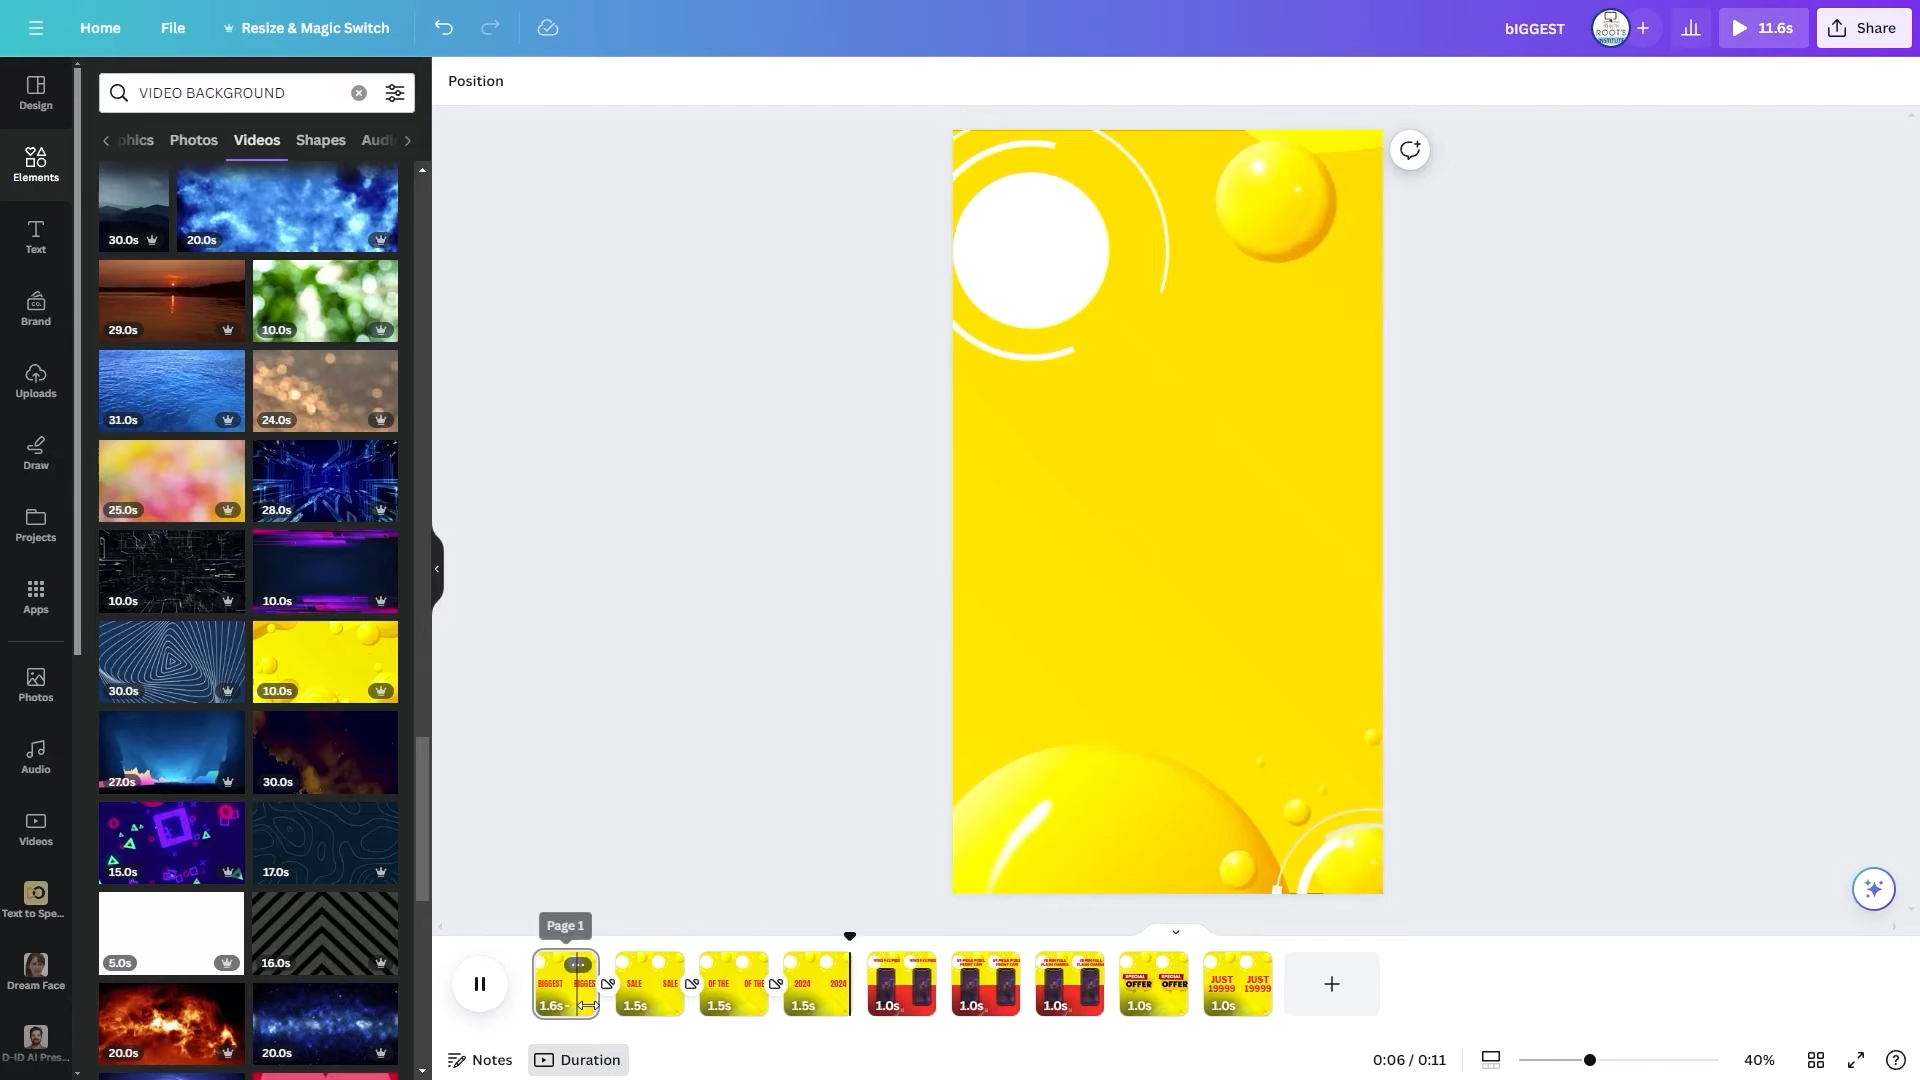 Home
File
Resize & Magic Switch
bIGGEST
ROOT'S
11.6s
Share
Design
Elements
Text
Brand
Uploads
Draw
Projects
Apps
Photos
Audio
Videos
Text to Spe...
Dream Face
D-ID AI Pres...
VIDEO BACKGROUND
phics
Photos
Videos
Shapes
Audi
30.0s
20.0s
29.0s
10.0s
31.0s
24.0s
25.0s
28.0s
10.0s
10.0s
30.0s
10.0s
27.0s
30.0s
15.0s
17.0s
5.0s
16.0s
20.0s
20.0s
Position
Page 1
BIGGEST BIGGES
1.6s
SALE SALE
1.5s
OF THE OF THE
1.5s
2024 2024
1.5s
1.0s
1.0s
1.0s
SPECIAL SPECIAL
OFFER OFFER
1.0s
JUST JUST
19999 19999
1.0s
Notes
Duration
0:06 / 0:11
40%